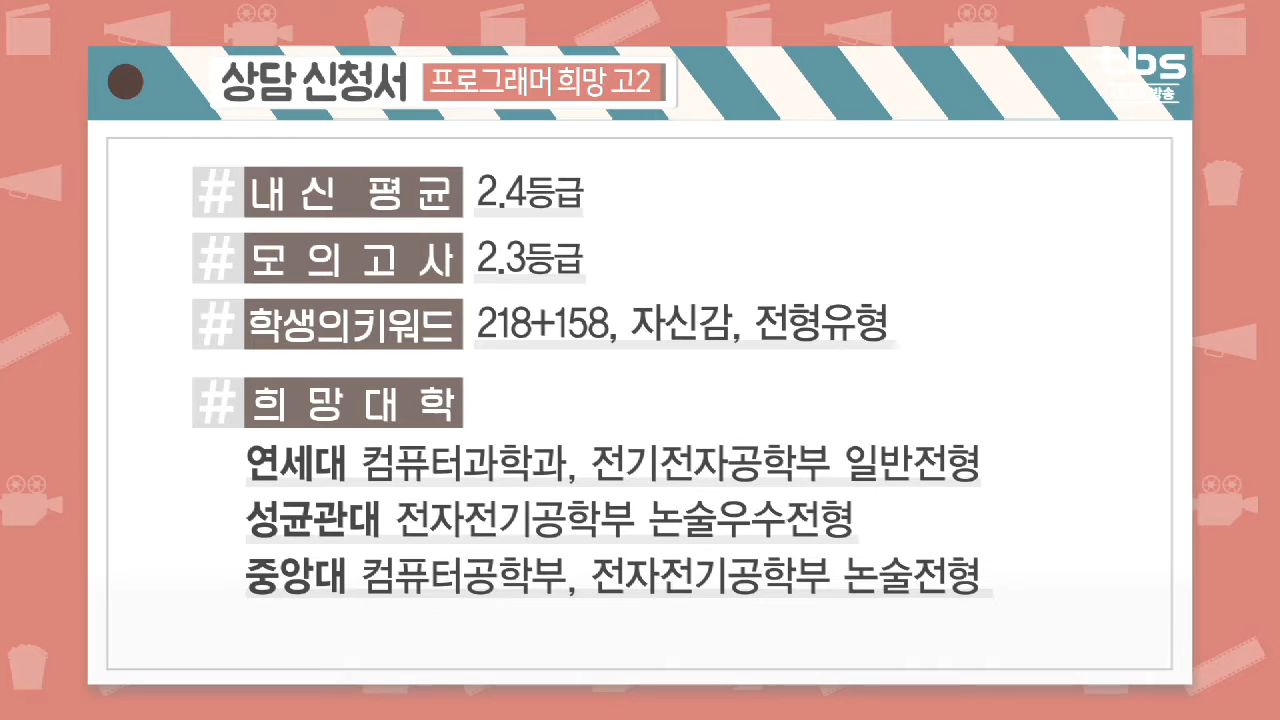 상담 신청서 프로그래머 희망 고2
tbs
# 내신 평균 2.4등급
# 모의고사 2.3등급
# 학생의키워드 218+158, 자신감, 전형유형
# 희망대학
연세대 컴퓨터과학과, 전기전자공학부 일반전형
성균관대 전자전기공학부 논술우수전형
중앙대 컴퓨터공학부, 전자전기공학부 논술전형